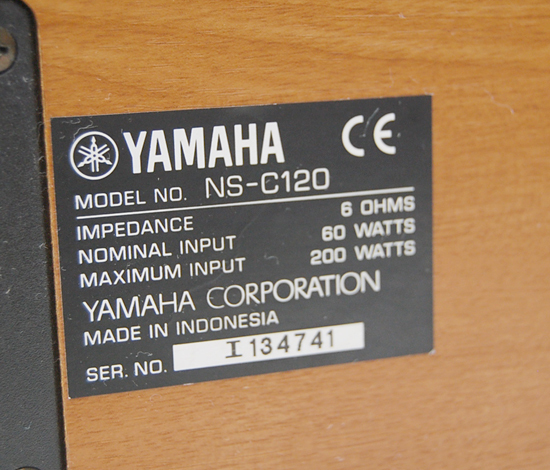 YAMAHA CE
MODEL NO. NS-C120
IMPEDANCE 6 OHMS
NOMINAL INPUT 60 WATTS
MAXIMUM INPUT 200 WATTS
YAMAHA CORPORATION
MADE IN INDONESIA
SER. NO. I 134741